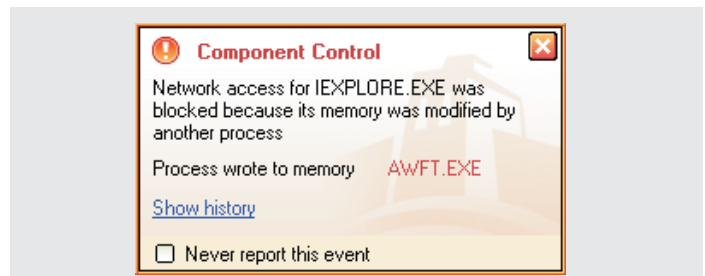 Component Control
Network access for IEXPLORE.EXE was
blocked because its memory was modified by
another process
Process wrote to memory AWFT.EXE
Show history
Never report this event